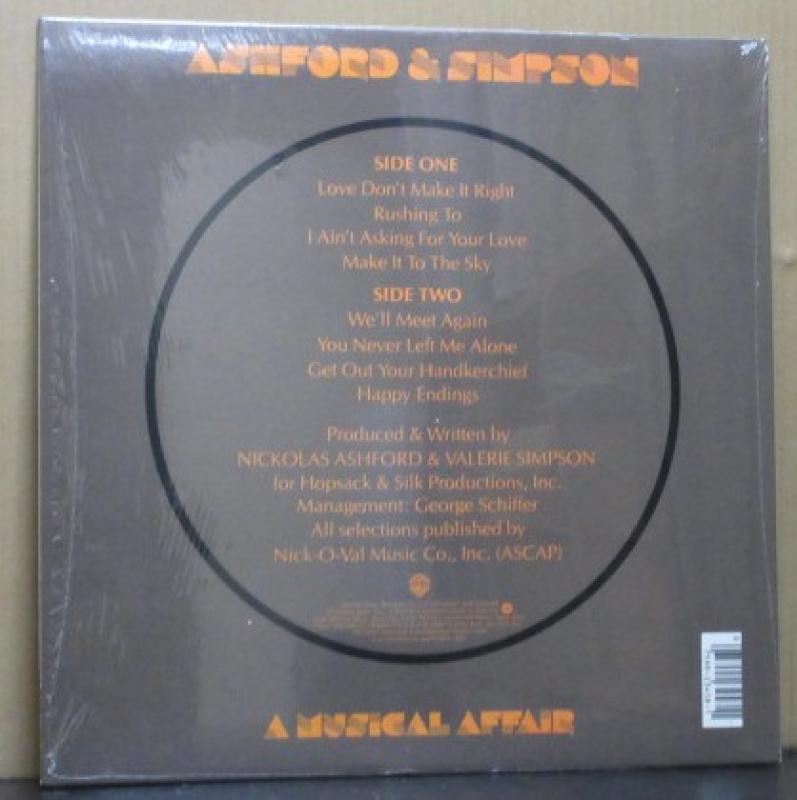 ASHFORD & SIMPSON
SIDE ONE
Love Don't Make It Right
Rushing To
I Ain't Asking For Your Love
Make It To The Sky
SIDE TWO
We'll Meet Again
You Never Left Me Alone
Get Out Your Handkerchief
Happy Endings
Produced & Written by
NICKOLAS ASHFORD & VALERIE SIMPSON
for Hopsack & Silk Productions, Inc.
Management: George Schiffer
All selections published by
Nick-O-Val Music Co., Inc. (ASCAP)
A MUSICAL AFFAIR